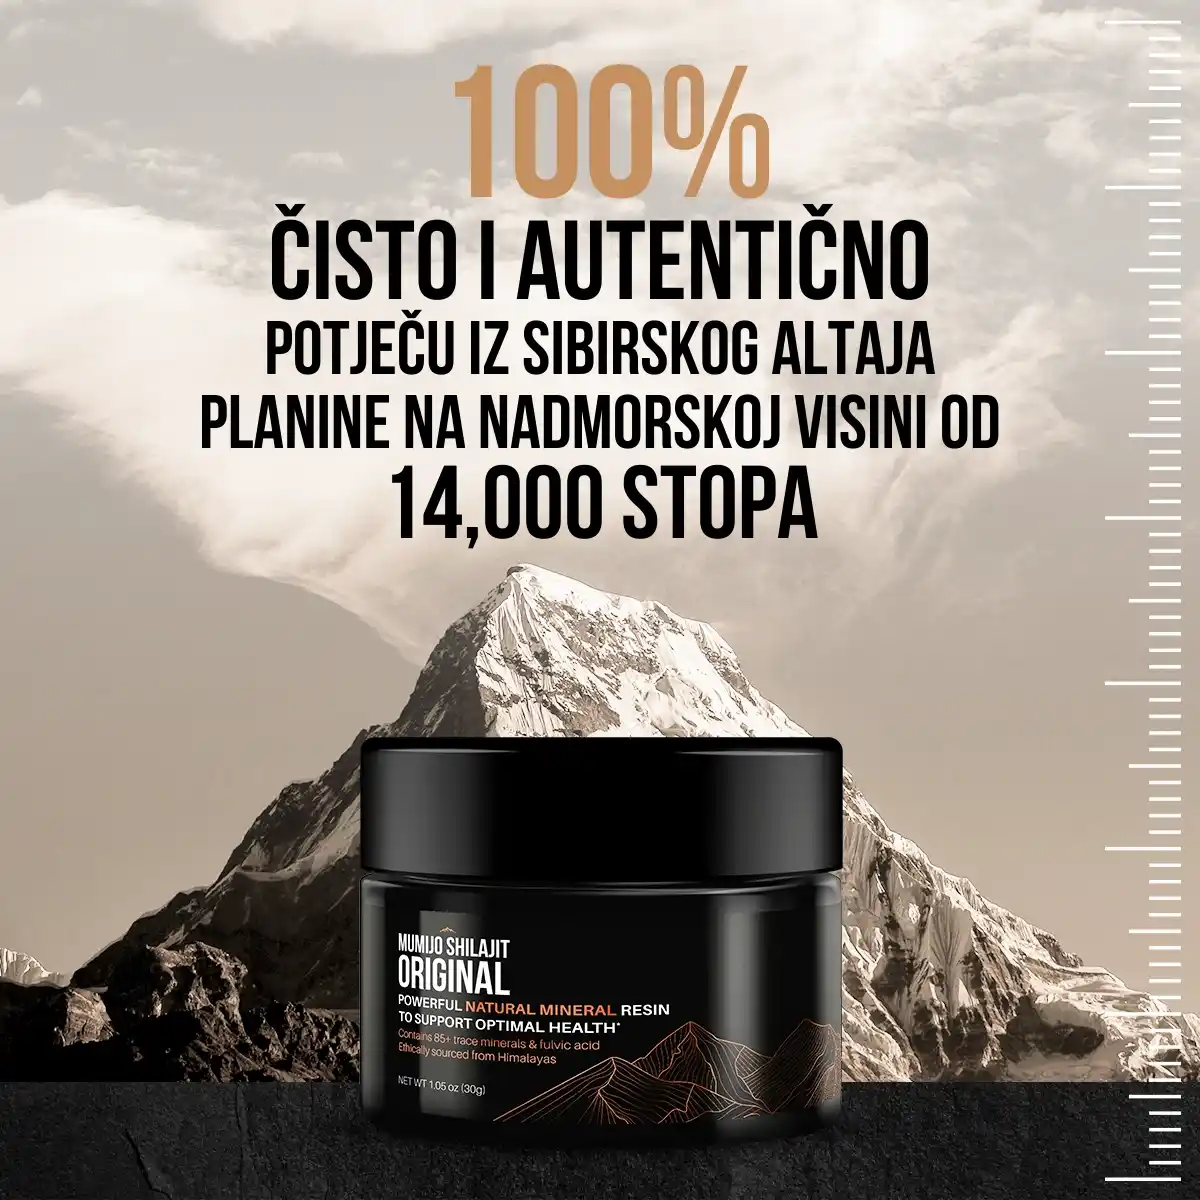 100%
ČISTO I AUTENTIČNO
POTJEČU IZ SIBIRSKOG ALTAJA
PLANINE NA NADMORSKOJ VISINI OD
14,000 STOPA
MUMIJO SHILAJIT
ORIGINAL
POWERFUL NATURAL MINERAL RESIN
TO SUPPORT OPTIMAL HEALTH*
Contains 85+ trace minerals & fulvic acid
Ethically sourced from Himalayas
NET WT 1.05 oz (30g)